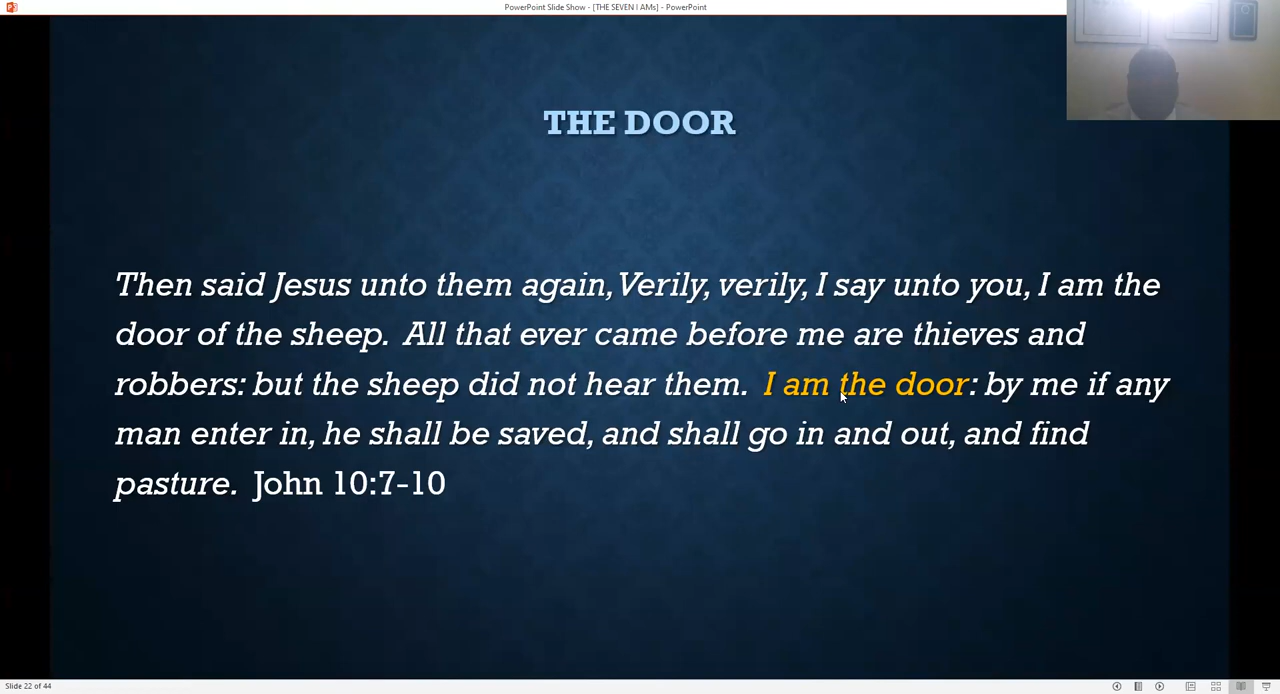 PowerPoint Slide Show - [THE SEVEN I AMs] - PowerPoint
THE DOOR
Then said Jesus unto them again, Verily, verily, I say unto you, I am the
door of the sheep. All that ever came before me are thieves and
robbers: but the sheep did not hear them. I am the door: by me if any
man enter in, he shall be saved, and shall go in and out, and find
pasture. John 10:7-10
Slide 22 of 44